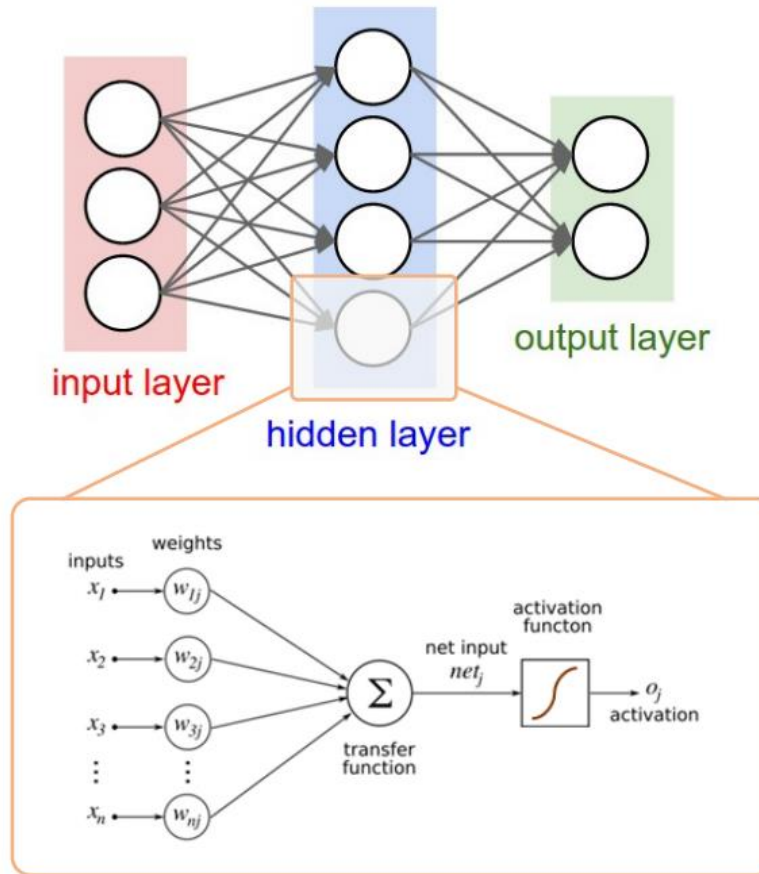 input layer
hidden layer
output layer
inputs
weights
x1
w1j
x2
w2j
x3
w3j
⋮
⋮
xn
wnj
Σ
transfer
function
net input
netj
activation
functon
oj
activation